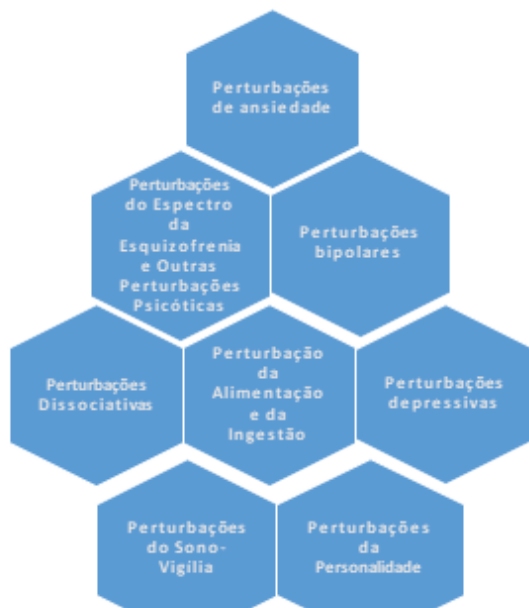 Perturbações
de ansiedade
Perturbações
do Espectro
da
Esquizofrenia
e Outras
Perturbações
Psicóticas
Perturbações
bipolares
Perturbações
Dissociativas
Perturbação
da
Alimentação
e da
Ingestão
Perturbações
depressivas
Perturbações
do Sono-
Vigília
Perturbações
da
Personalidade